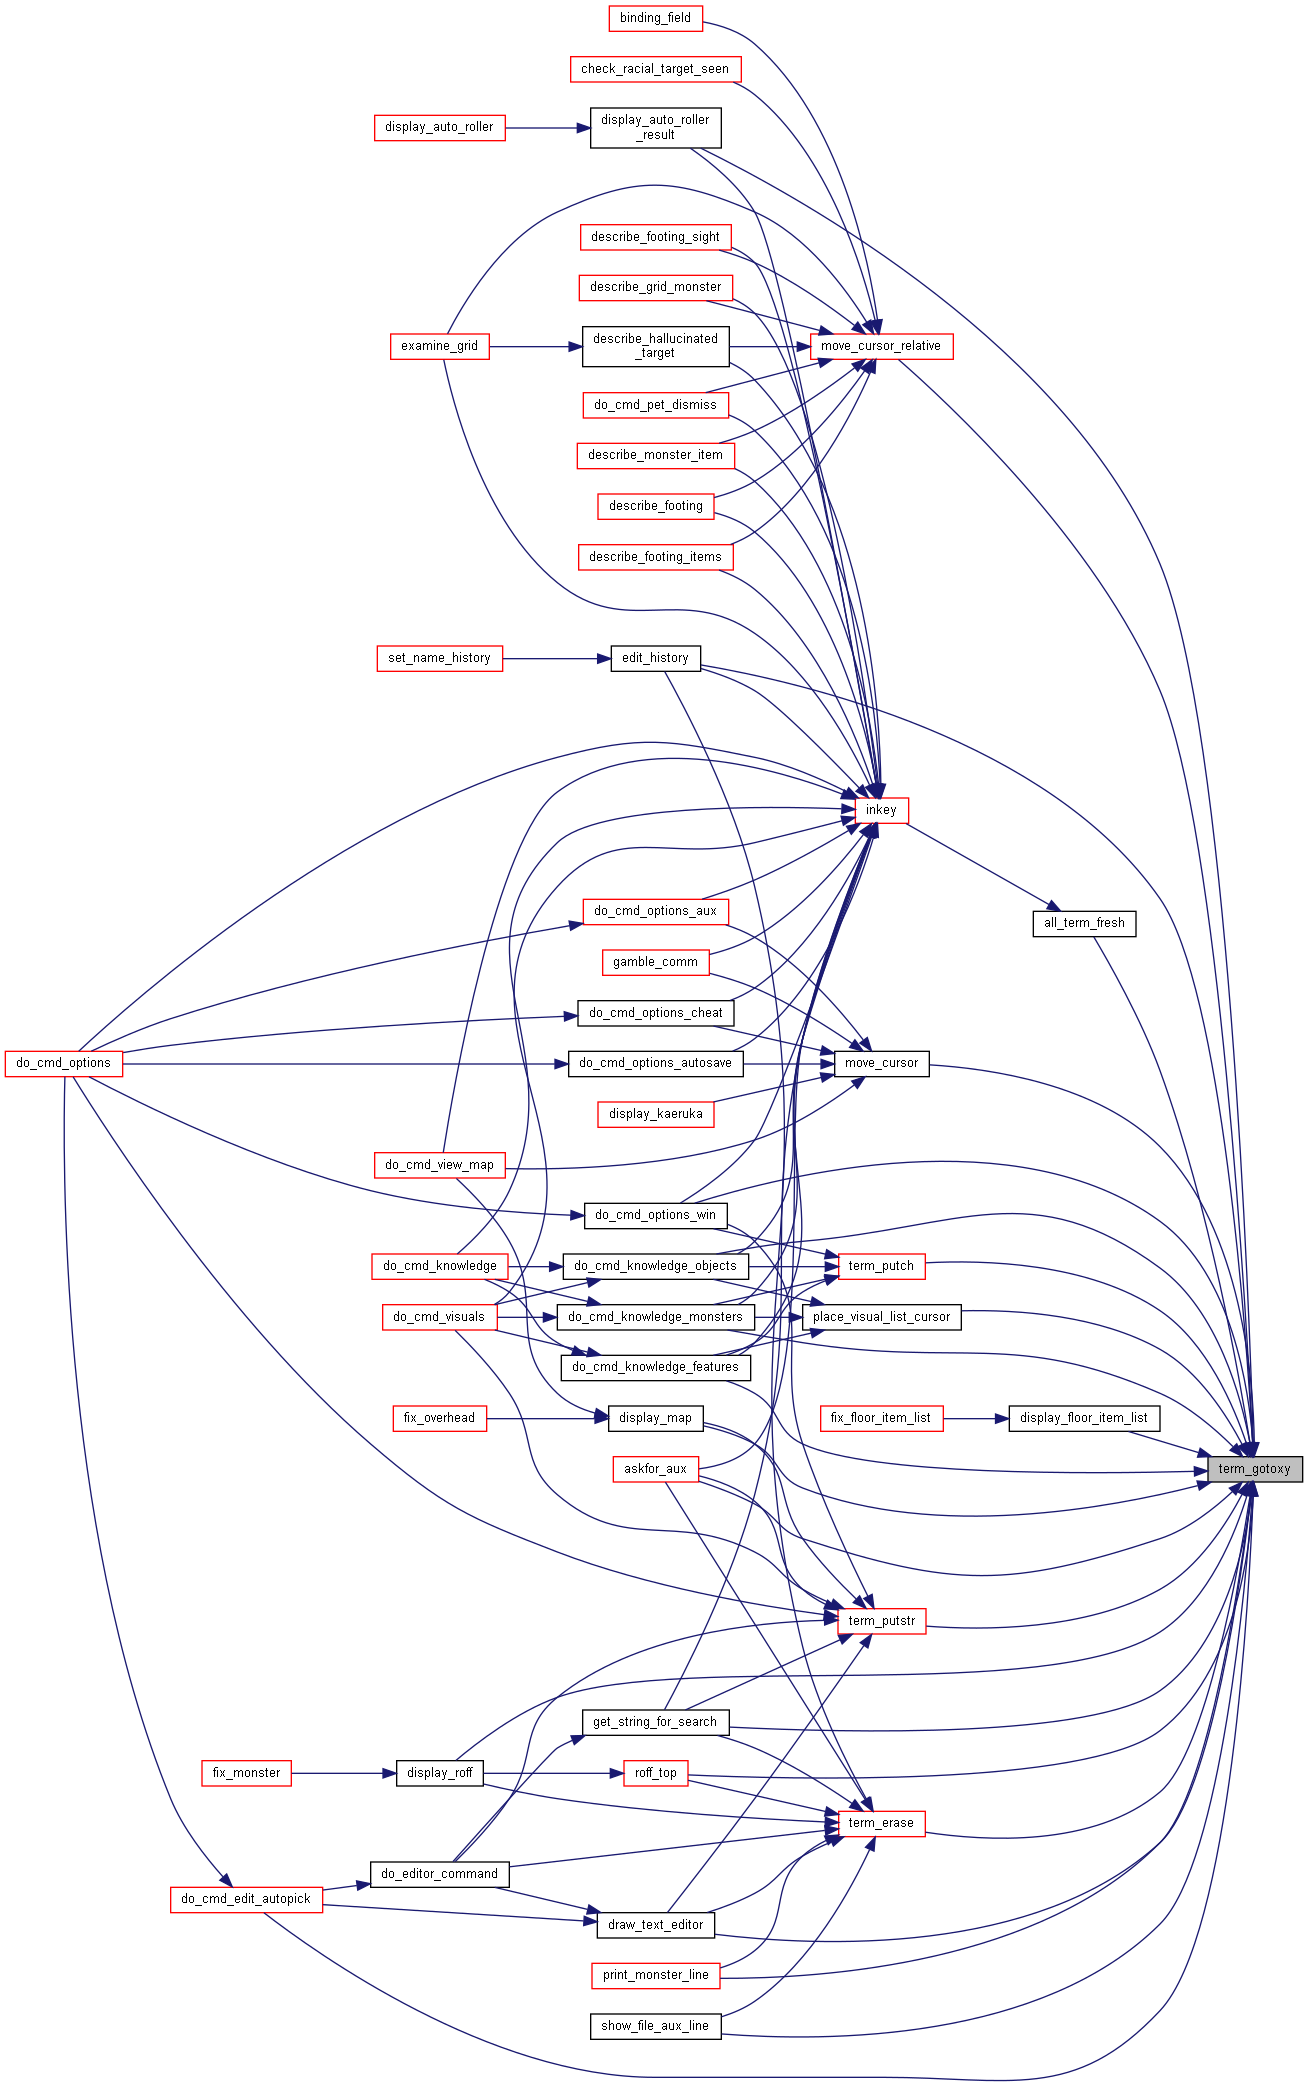 binding_field
check_racial_target_seen
display_auto_roller
display_auto_roller
_result
describe_footing_sight
describe_grid_monster
examine_grid
describe_hallucinated
_target
move_cursor_relative
do_cmd_pet_dismiss
describe_monster_item
describe_footing
describe_footing_items
set_name_history
edit_history
inkey
do_cmd_options_aux
all_term_fresh
gamble_comm
do_cmd_options_cheat
do_cmd_options
do_cmd_options_autosave
move_cursor
display_kaeruka
do_cmd_view_map
do_cmd_options_win
do_cmd_knowledge
do_cmd_knowledge_objects
term_putch
do_cmd_visuals
do_cmd_knowledge_monsters
place_visual_list_cursor
do_cmd_knowledge_features
fix_overhead
display_map
fix_floor_item_list
display_floor_item_list
askfor_aux
term_gotoxy
term_putstr
get_string_for_search
fix_monster
display_roff
roff_top
term_erase
do_editor_command
do_cmd_edit_autopick
draw_text_editor
print_monster_line
show_file_aux_line